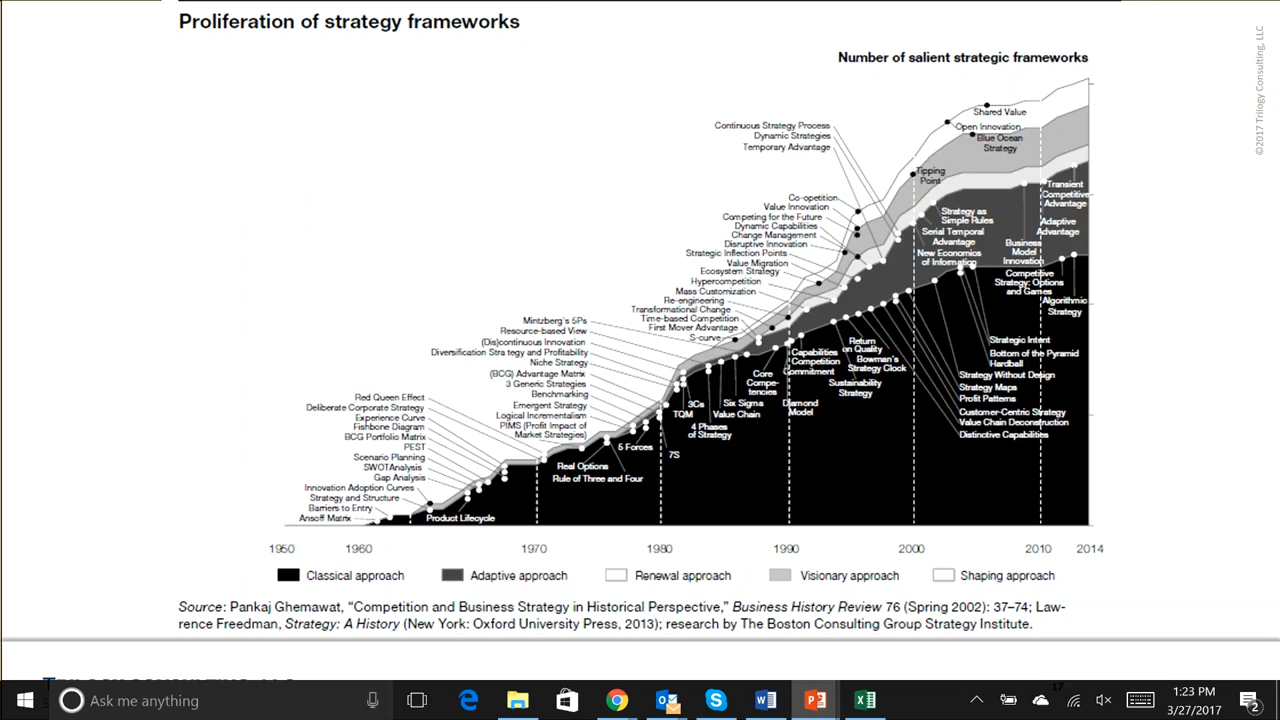 Proliferation of strategy frameworks
©2017 Trilogy Consulting, LLC
Number of salient strategic frameworks
Shared Value
Open Innovation
Blue Ocean
Strategy
Continuous Strategy Process
Dynamic Strategies
Temporary Advantage
Tipping
Point
Transient
Competitive
Advantage
Co-opetition
Value Innovation
Competing for the Future
Dynamic Capabilities
Change Management
Disruptive Innovation
Strategic Inflection Points
Value Migration
Ecosystem Strategy
Hypercompetition
Mass Customization
Re-engineering
Transformational Change
Time-based Competition
First Mover Advantage
S-curve
Strategy as
Simple Rules
Serial Temporal
Advantage
New Economics
of Information
Adaptive
Advantage
Business
Model
Innovation
Competitive
Strategy: Options
and Games
Algorithmic
Strategy
Mintzberg's 5Ps
Resource-based View
(Dis)continuous Innovation
Diversification Strategy and Profitability
Niche Strategy
(BCG) Advantage Matrix
3 Generic Strategies
Benchmarking
Emergent Strategy
Logical Incrementalism
PIMS (Profit Impact of
Market Strategies)
Capabilities
Competition
Commitment
Return
on Quality
Bowman's
Strategy Clock
Sustainability
Strategy
Core
Compe-
tencies
Diamond
Model
Strategic Intent
Bottom of the Pyramid
Hardball
Strategy Without Design
Strategy Maps
Profit Patterns
Customer-Centric Strategy
Value Chain Deconstruction
Distinctive Capabilities
3Cs
TQM
Six Sigma
Value Chain
4 Phases
of Strategy
5 Forces
7S
Real Options
Rule of Three and Four
Red Queen Effect
Deliberate Corporate Strategy
Experience Curve
Fishbone Diagram
BCG Portfolio Matrix
PEST
Scenario Planning
SWOTAnalysis
Gap Analysis
Innovation Adoption Curves
Strategy and Structure
Barriers to Entry
Ansoff Matrix
Product Lifecycle
1950 1960 1970 1980 1990 2000 2010 2014
Classical approach Adaptive approach Renewal approach Visionary approach Shaping approach
Source: Pankaj Ghemawat, “Competition and Business Strategy in Historical Perspective,” Business History Review 76 (Spring 2002): 37–74; Law-
rence Freedman, Strategy: A History (New York: Oxford University Press, 2013); research by The Boston Consulting Group Strategy Institute.
17
Ask me anything
1:23 PM
3/27/2017
2